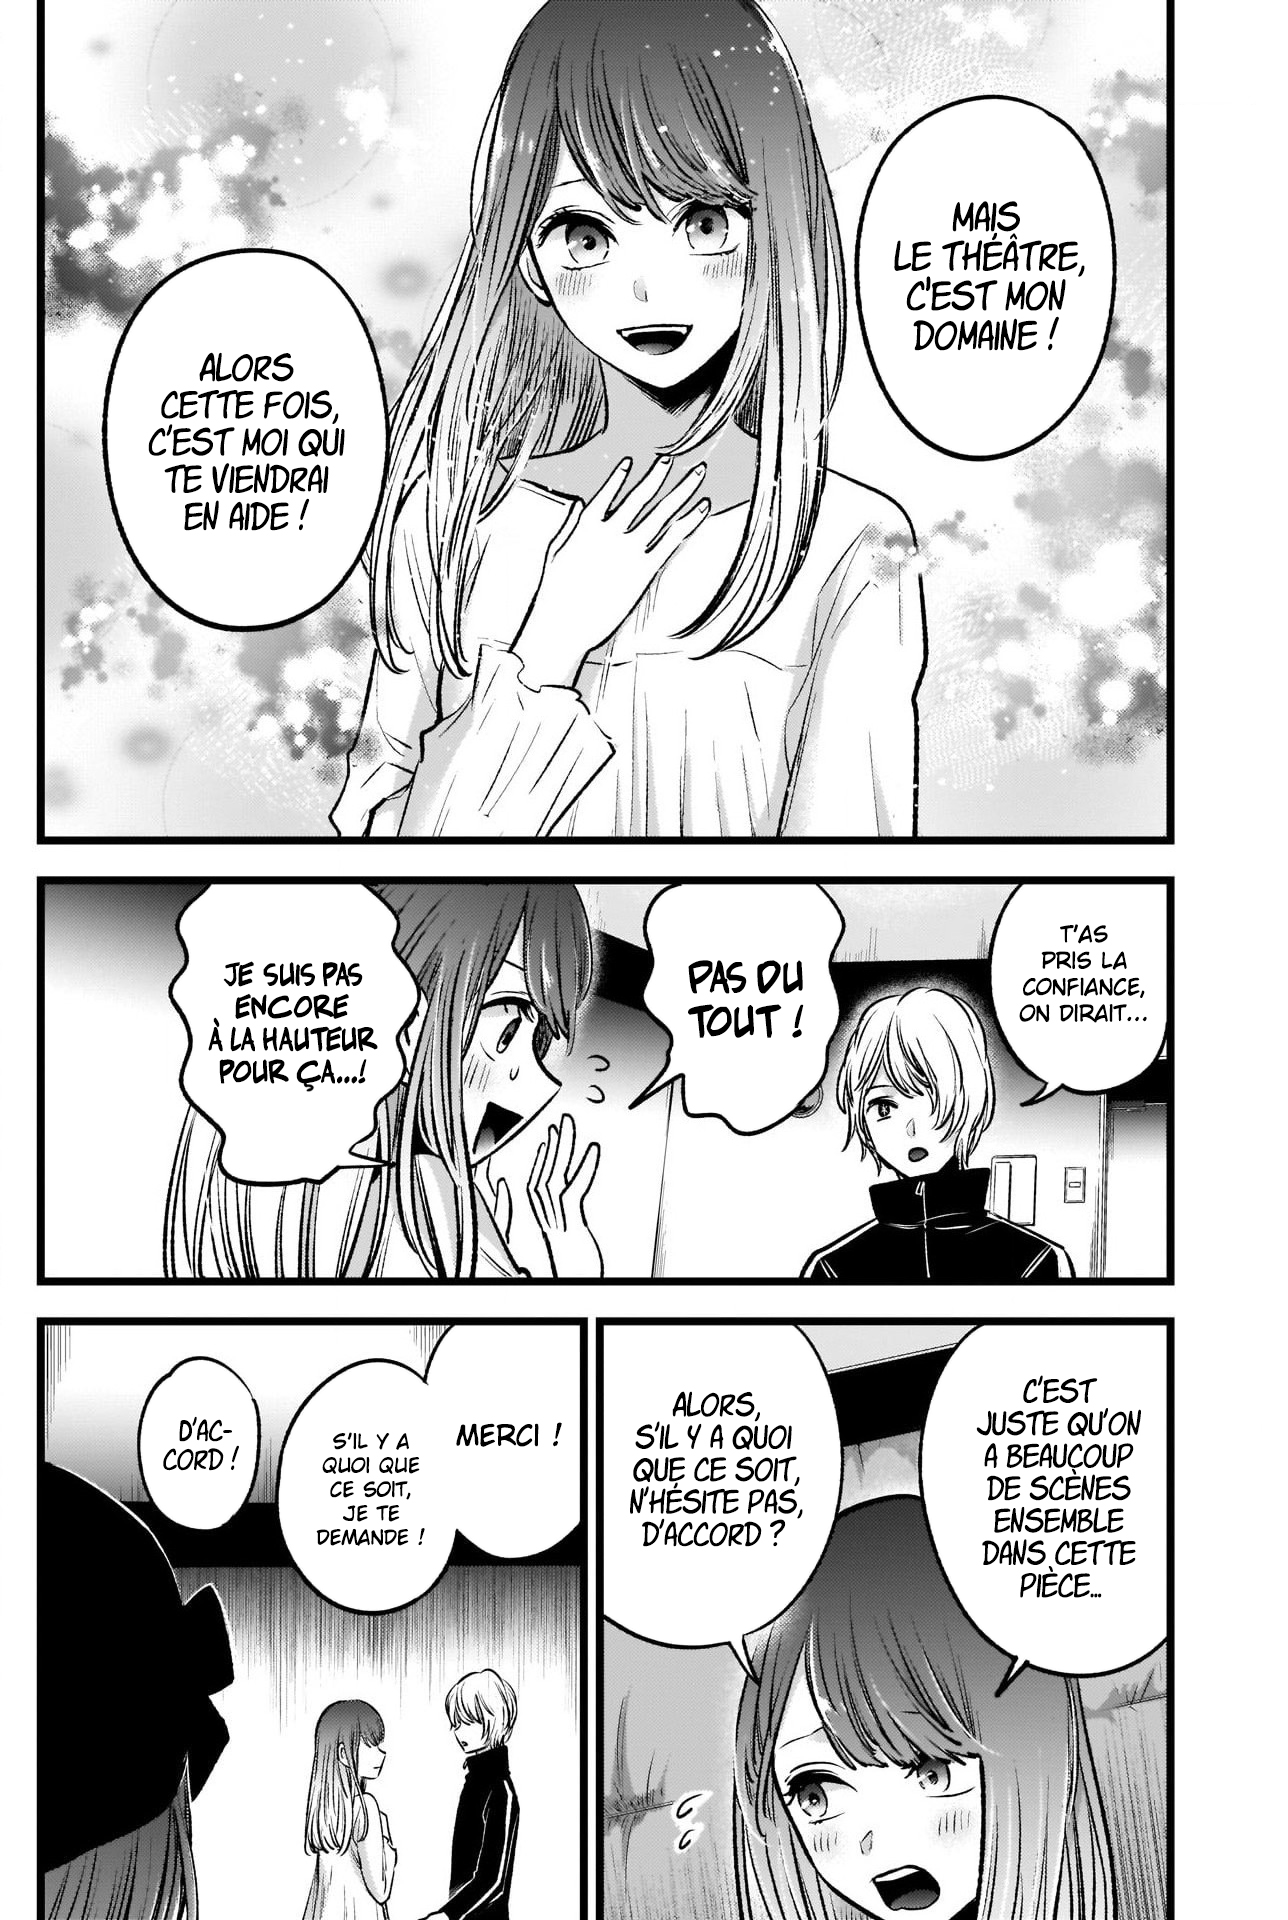 MAIS
LE THÉÂTRE,
C'EST MON
DOMAINE !
ALORS
CETTE FOIS,
C'EST MOI QUI
TE VIENDRAI
EN AIDE !
T'AS
PRIS LA
CONFIANCE,
ON DIRAIT...
PAS DU
TOUT !
JE SUIS PAS
ENCORE
À LA HAUTEUR
POUR ÇA...!
C'EST
JUSTE QU'ON
A BEAUCOUP
DE SCÈNES
ENSEMBLE
DANS CETTE
PIÈCE...
ALORS,
S'IL Y A QUOI
QUE CE SOIT,
N'HÉSITE PAS,
D'ACCORD ?
MERCI !
S'IL Y A
QUOI QUE
CE SOIT,
JE TE
DEMANDE !
D'AC-
CORD !